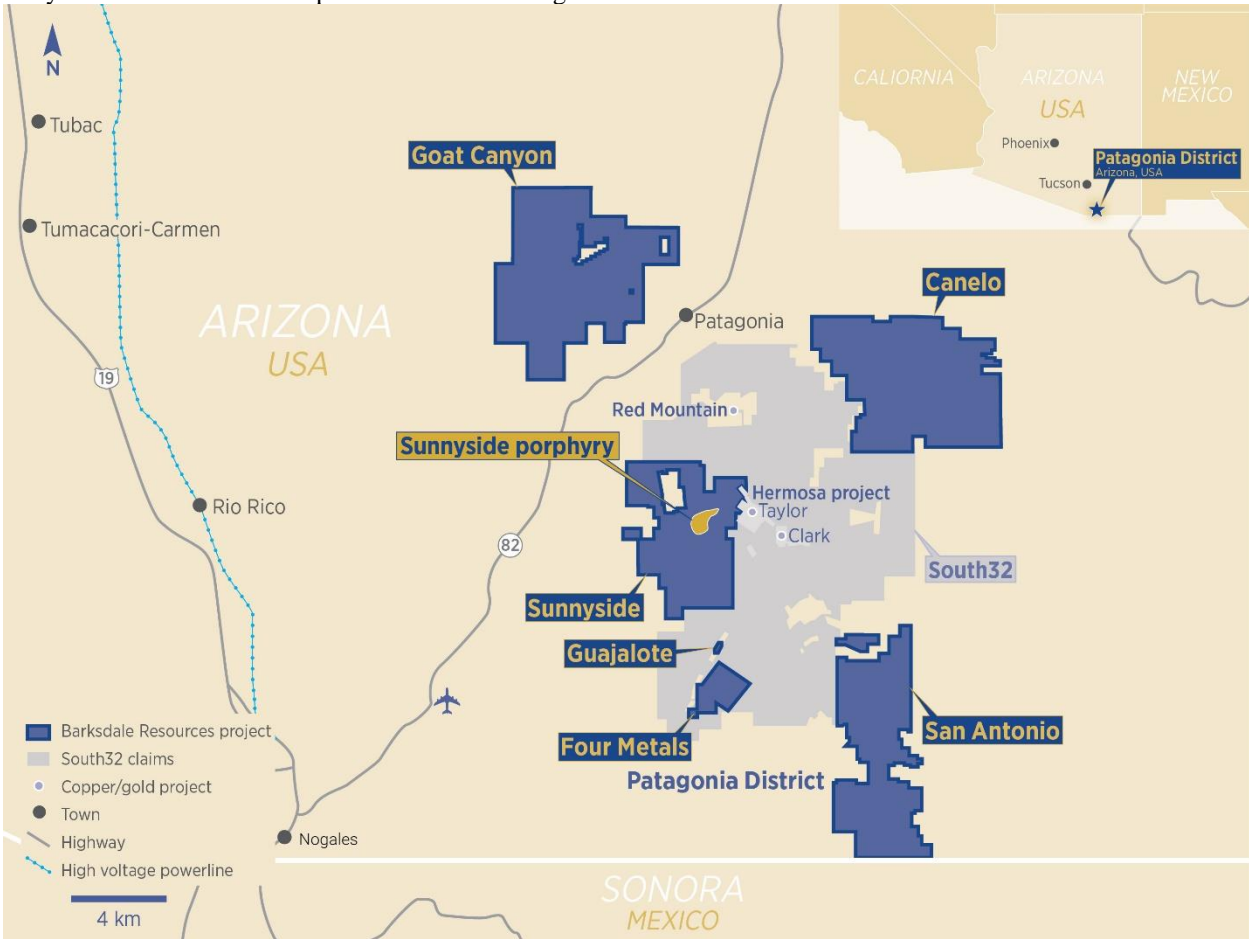 N
Tubac
Tumacacori-Carmen
Goat Canyon
CALIORNIA
ARIZONA
USA
NEW
MEXICO
Phoenix
Tucson
Patagonia District
Arizona, USA
ARIZONA
USA
Patagonia
Canelo
19
Red Mountain
Sunnyside porphyry
Hermosa project
Taylor
Clark
Rio Rico
82
South32
Sunnyside
Guajalote
Four Metals
San Antonio
Patagonia District
Barksdale Resources project
South32 claims
Copper/gold project
Town
Highway
High voltage powerline
4 km
Nogales
SONORA
MEXICO